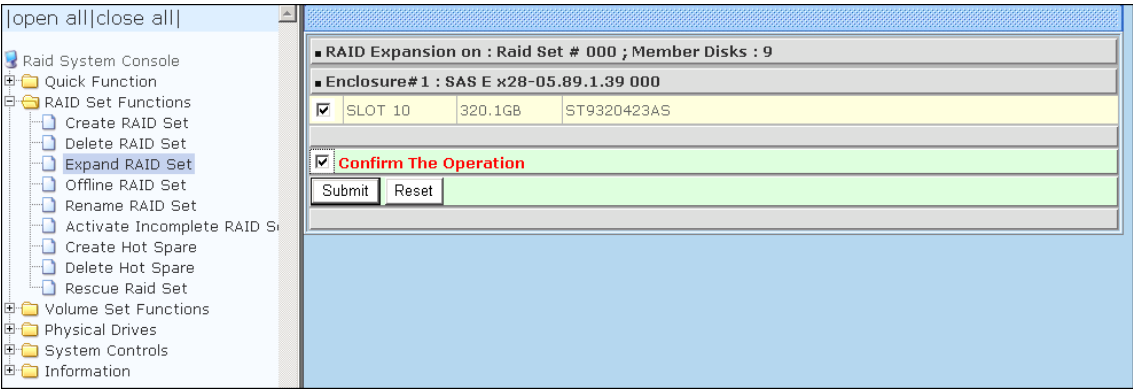 |open all|close all|
Raid System Console
Quick Function
RAID Set Functions
Create RAID Set
Delete RAID Set
Expand RAID Set
Offline RAID Set
Rename RAID Set
Activate Incomplete RAID Se
Create Hot Spare
Delete Hot Spare
Rescue Raid Set
Volume Set Functions
Physical Drives
System Controls
Information
RAID Expansion on : Raid Set # 000 ; Member Disks : 9
Enclosure#1 : SAS E x28-05.89.1.39 000
SLOT 10 320.1GB ST9320423AS
Confirm The Operation
Submit Reset